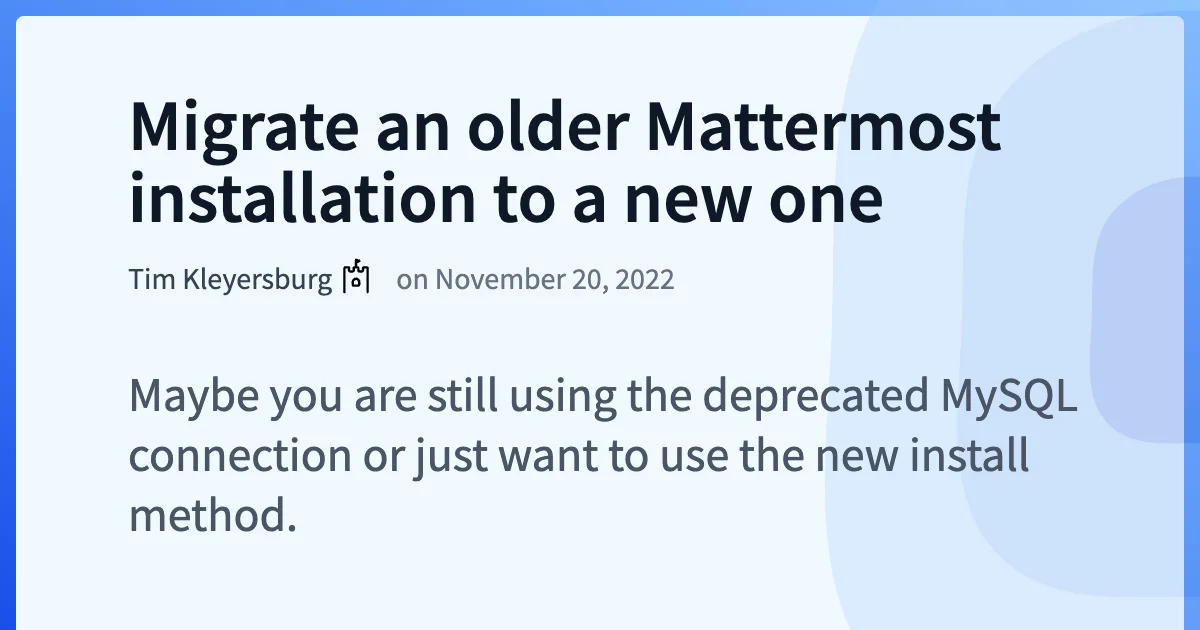 Migrate an older Mattermost
installation to a new one
Tim Kleyersburg on November 20, 2022
Maybe you are still using the deprecated MySQL
connection or just want to use the new install
method.